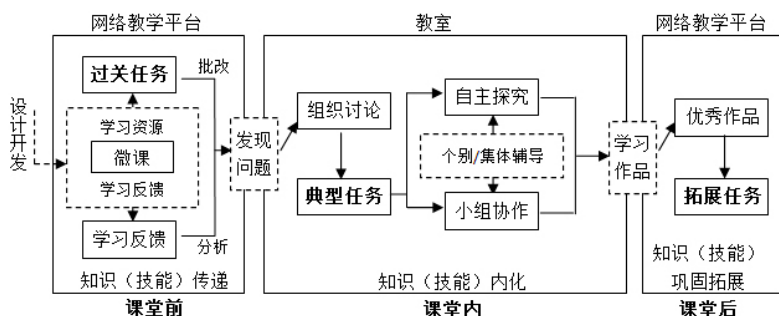 网络教学平台
教室
网络教学平台
设计开发
过关任务
批改
学习资源
微课
学习反馈
学习反馈
分析
知识（技能）传递
课堂前
发现
问题
组织讨论
典型任务
自主探究
个别/集体辅导
小组协作
知识（技能）内化
课堂内
学习
作品
优秀作品
拓展任务
知识（技能）
巩固拓展
课堂后